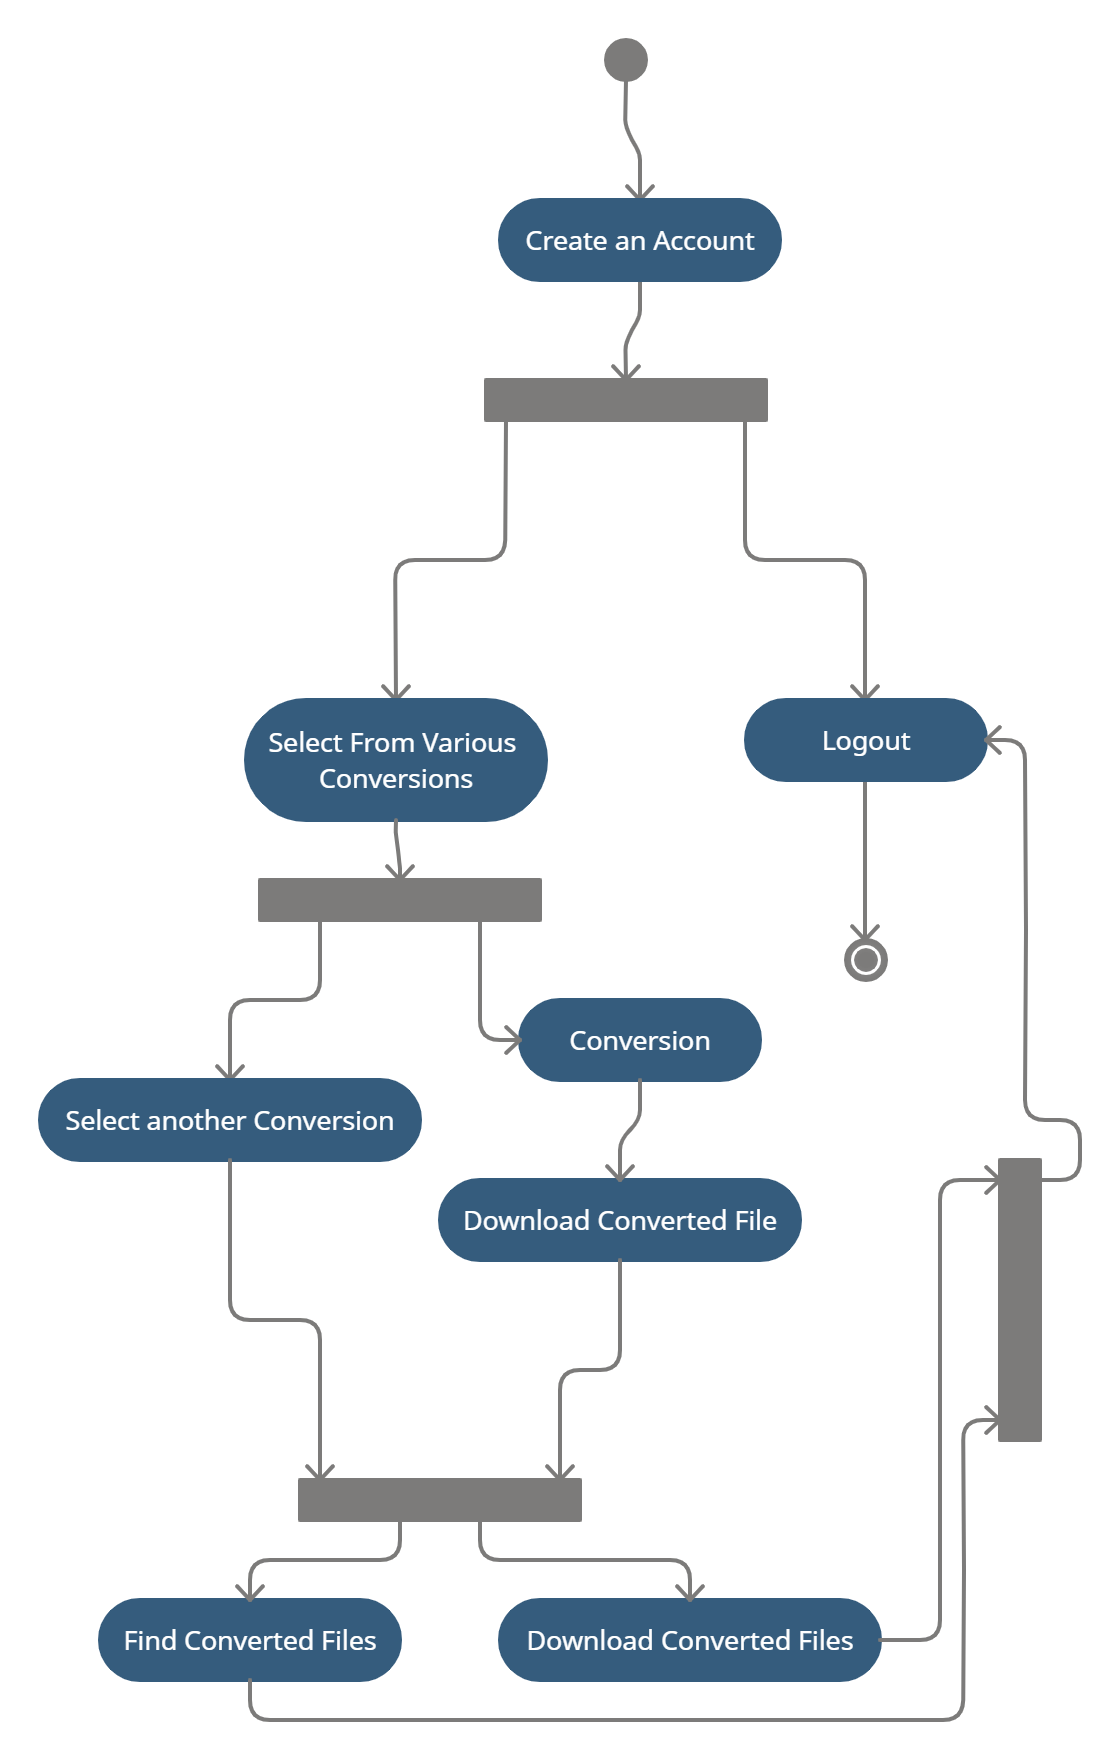 Create an Account
Select From Various
Conversions
Logout
Conversion
Select another Conversion
Download Converted File
Find Converted Files
Download Converted Files